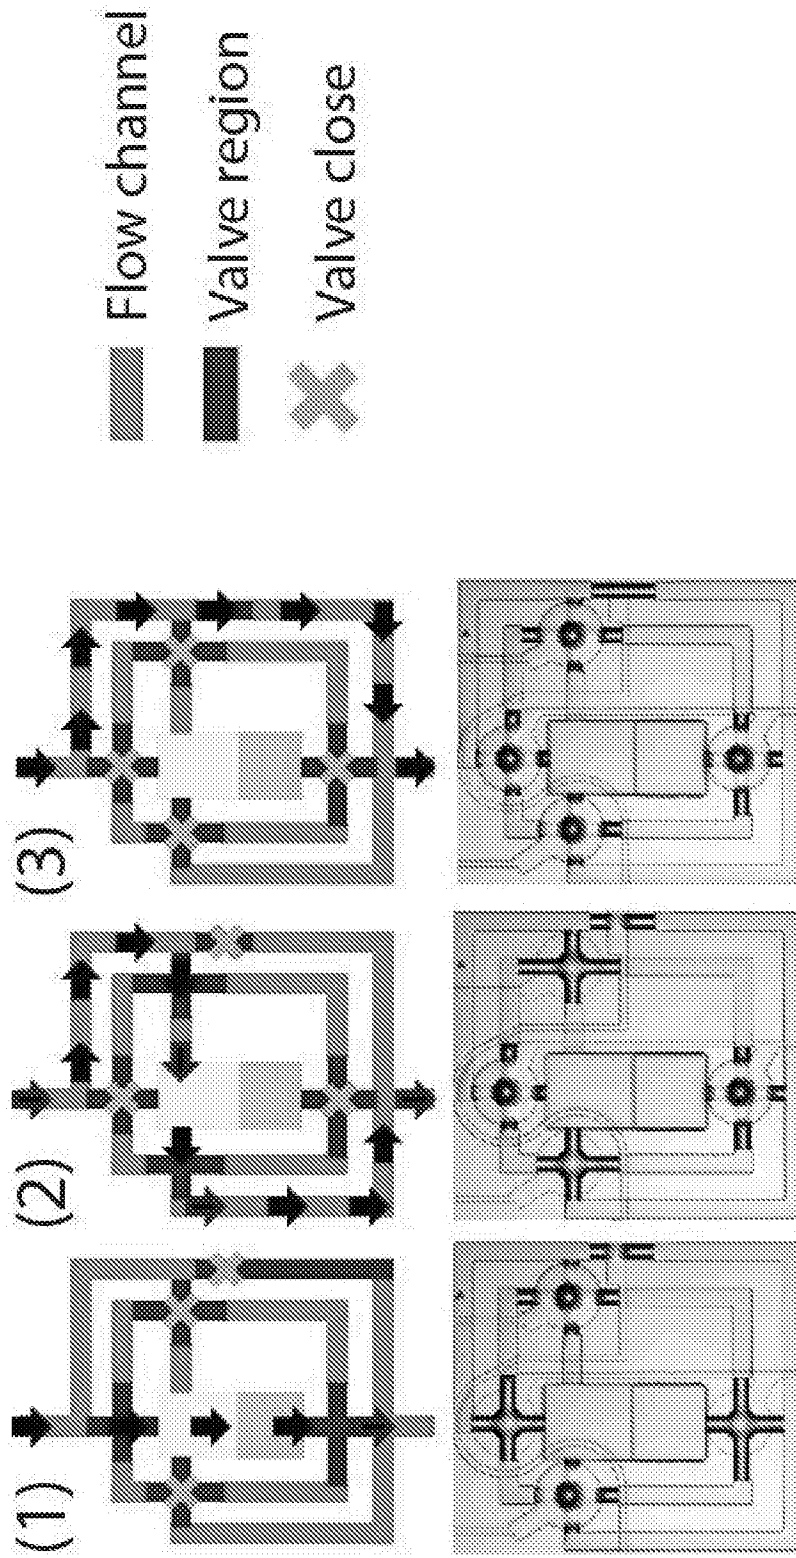 (1)
(2)
(3)
Flow channel
Valve region
Valve close